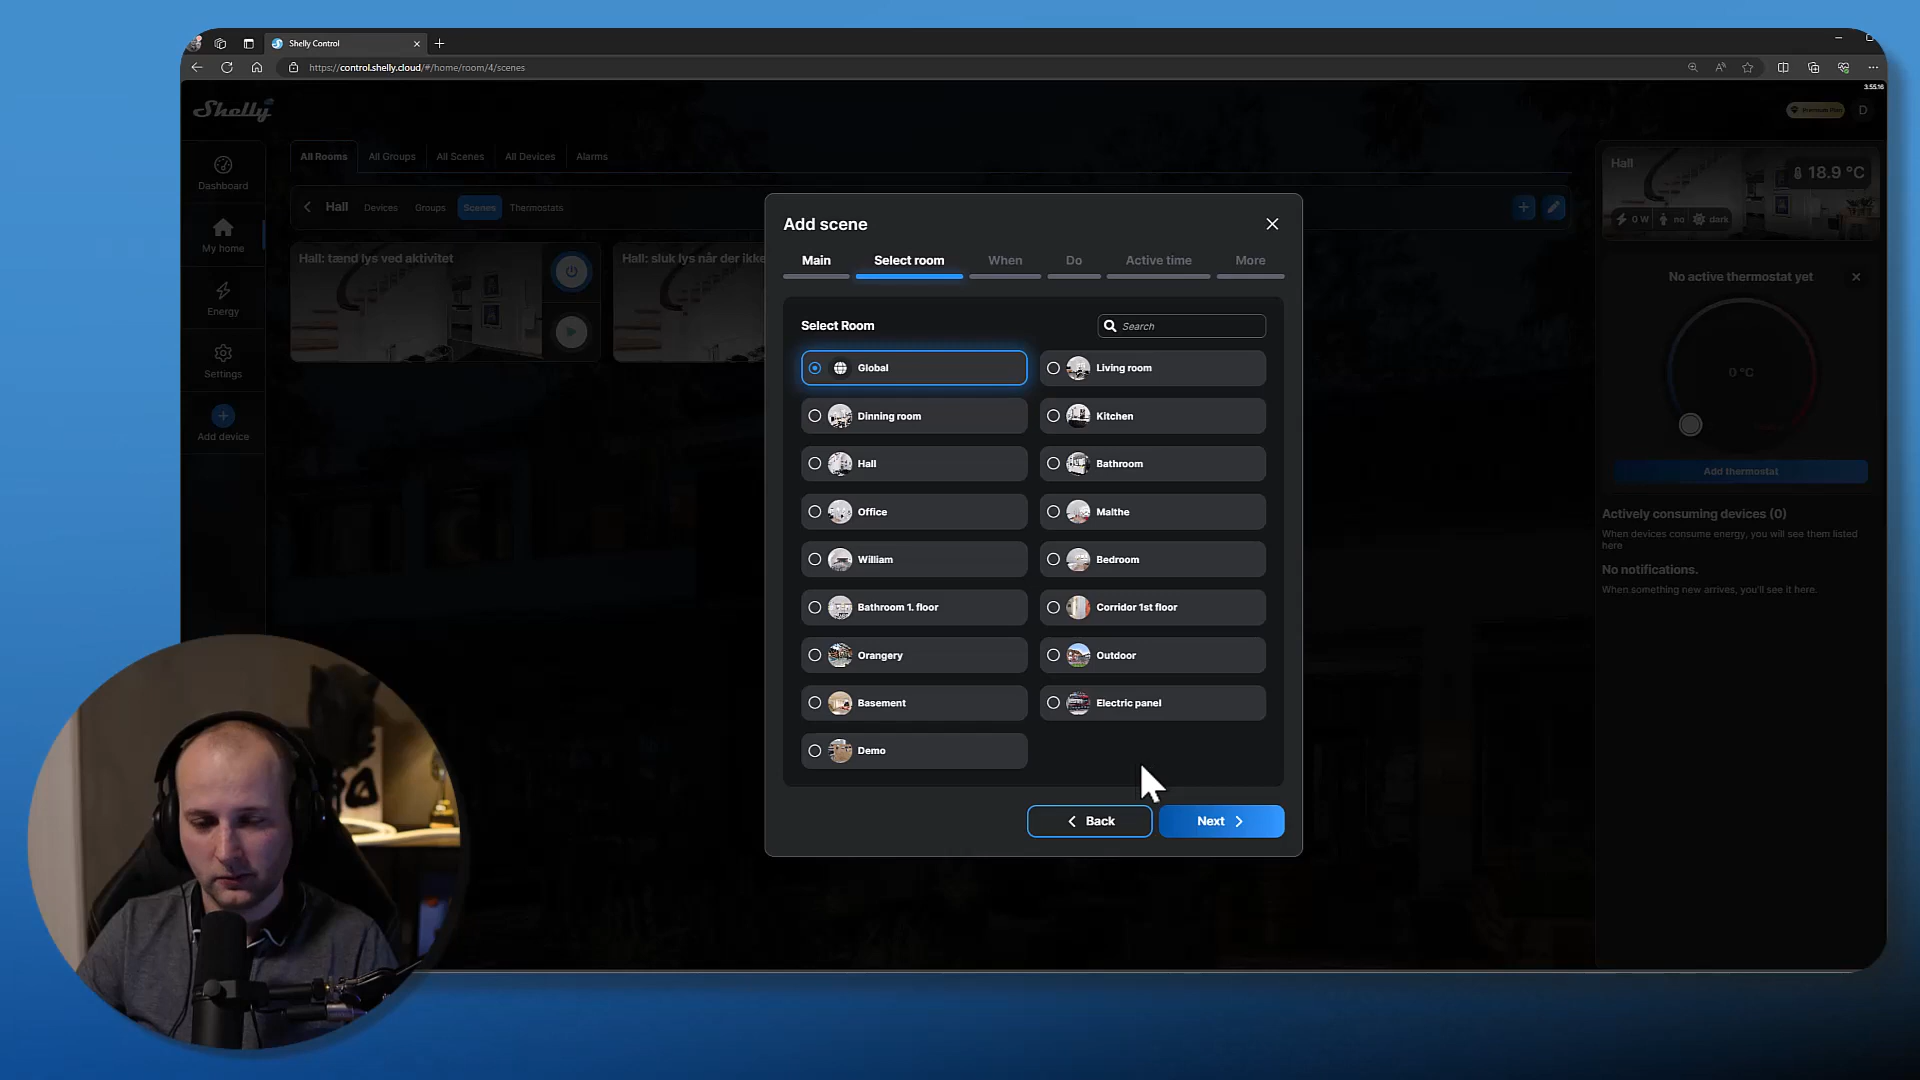 Shelly Control
https://control.shelly.cloud/#/home/room/4/scenes
3:55:16
Shelly
Premium Plan
D
All Rooms
All Groups
All Scenes
All Devices
Alarms
Dashboard
My home
Energy
Settings
Add device
Hall
Devices
Groups
Scenes
Thermostats
Hall: tænd lys ved aktivitet
Hall: sluk lys når der ikke
Add scene
Main
Select room
When
Do
Active time
More
Select Room
Search
Global
Living room
Dinning room
Kitchen
Hall
Bathroom
Office
Malthe
William
Bedroom
Bathroom 1. floor
Corridor 1st floor
Orangery
Outdoor
Basement
Electric panel
Demo
Back
Next
Hall
18.9 °C
0 W
no
dark
No active thermostat yet
0 °C
Add thermostat
Actively consuming devices (0)
When devices consume energy, you will see them listed
here
No notifications.
When something new arrives, you'll see it here.